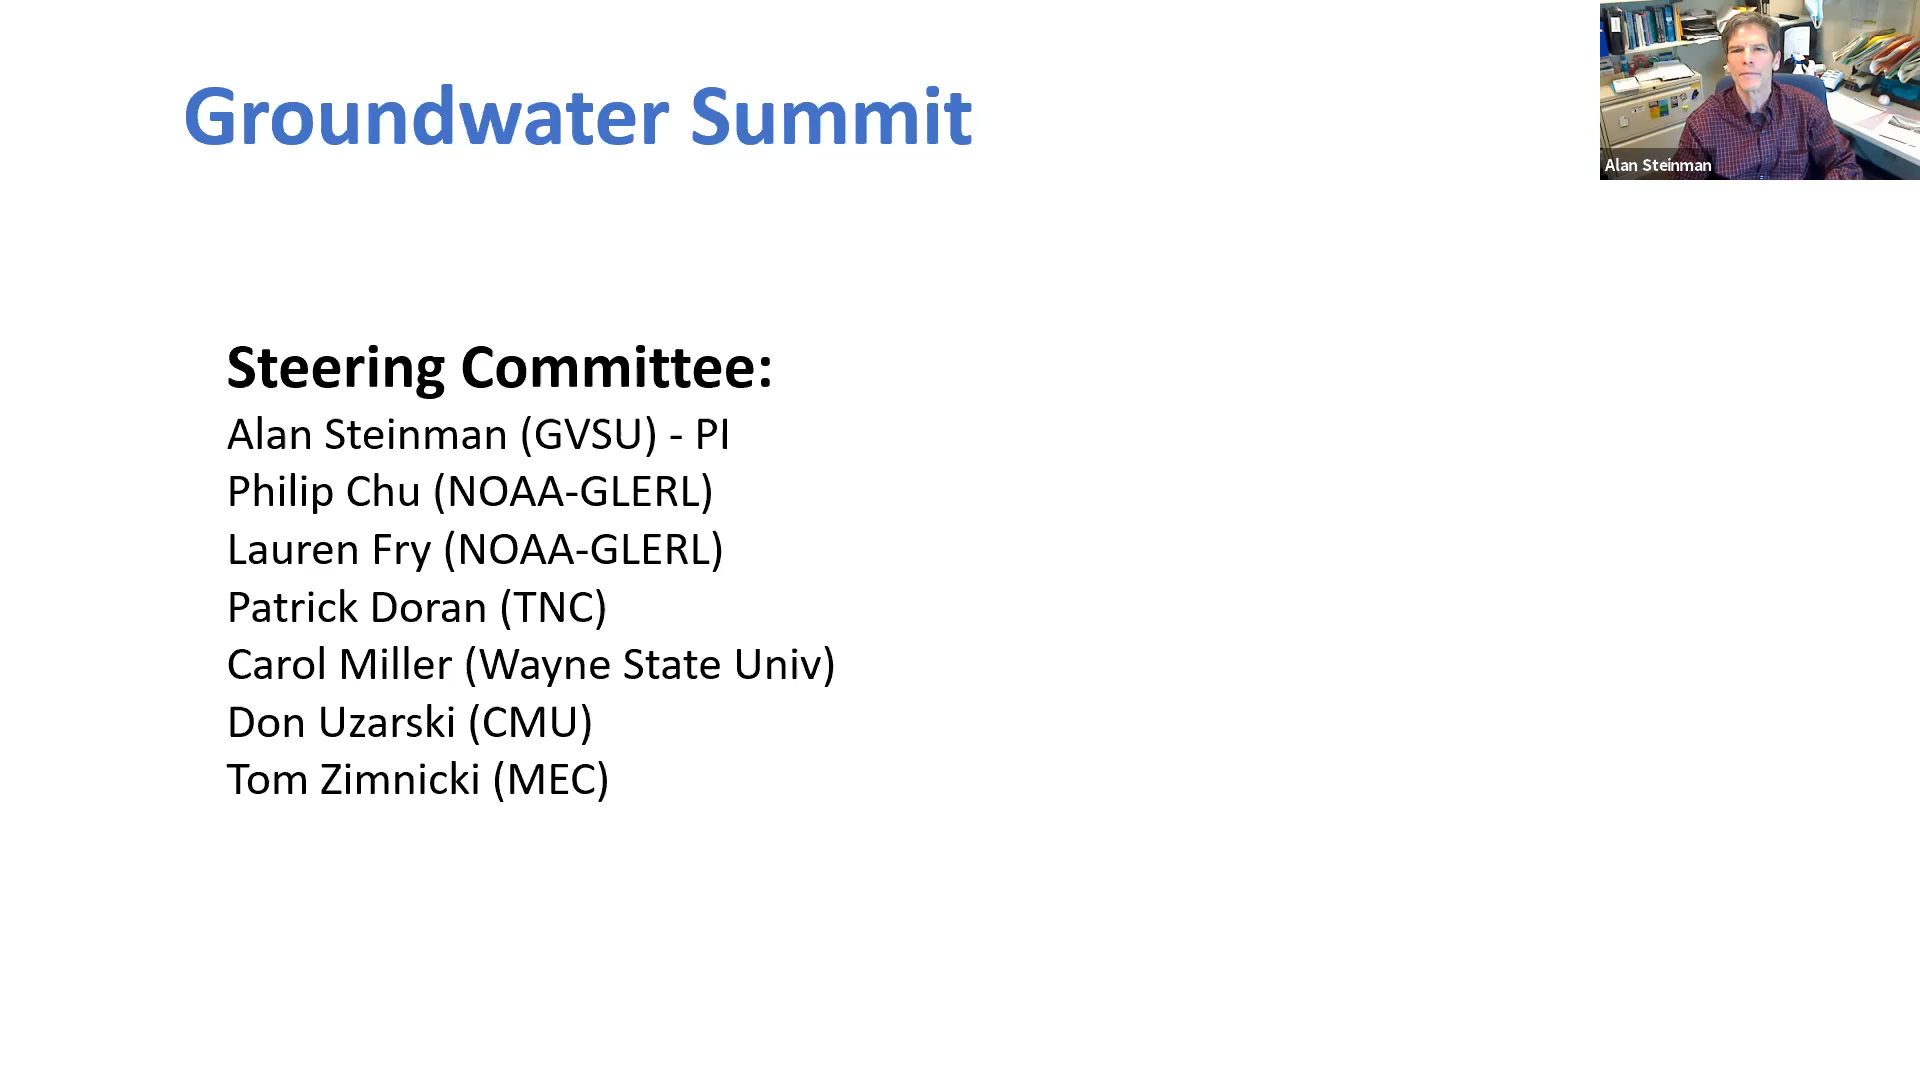 Groundwater Summit
Alan Steinman
Steering Committee:
Alan Steinman (GVSU) - PI
Philip Chu (NOAA-GLERL)
Lauren Fry (NOAA-GLERL)
Patrick Doran (TNC)
Carol Miller (Wayne State Univ)
Don Uzarski (CMU)
Tom Zimnicki (MEC)